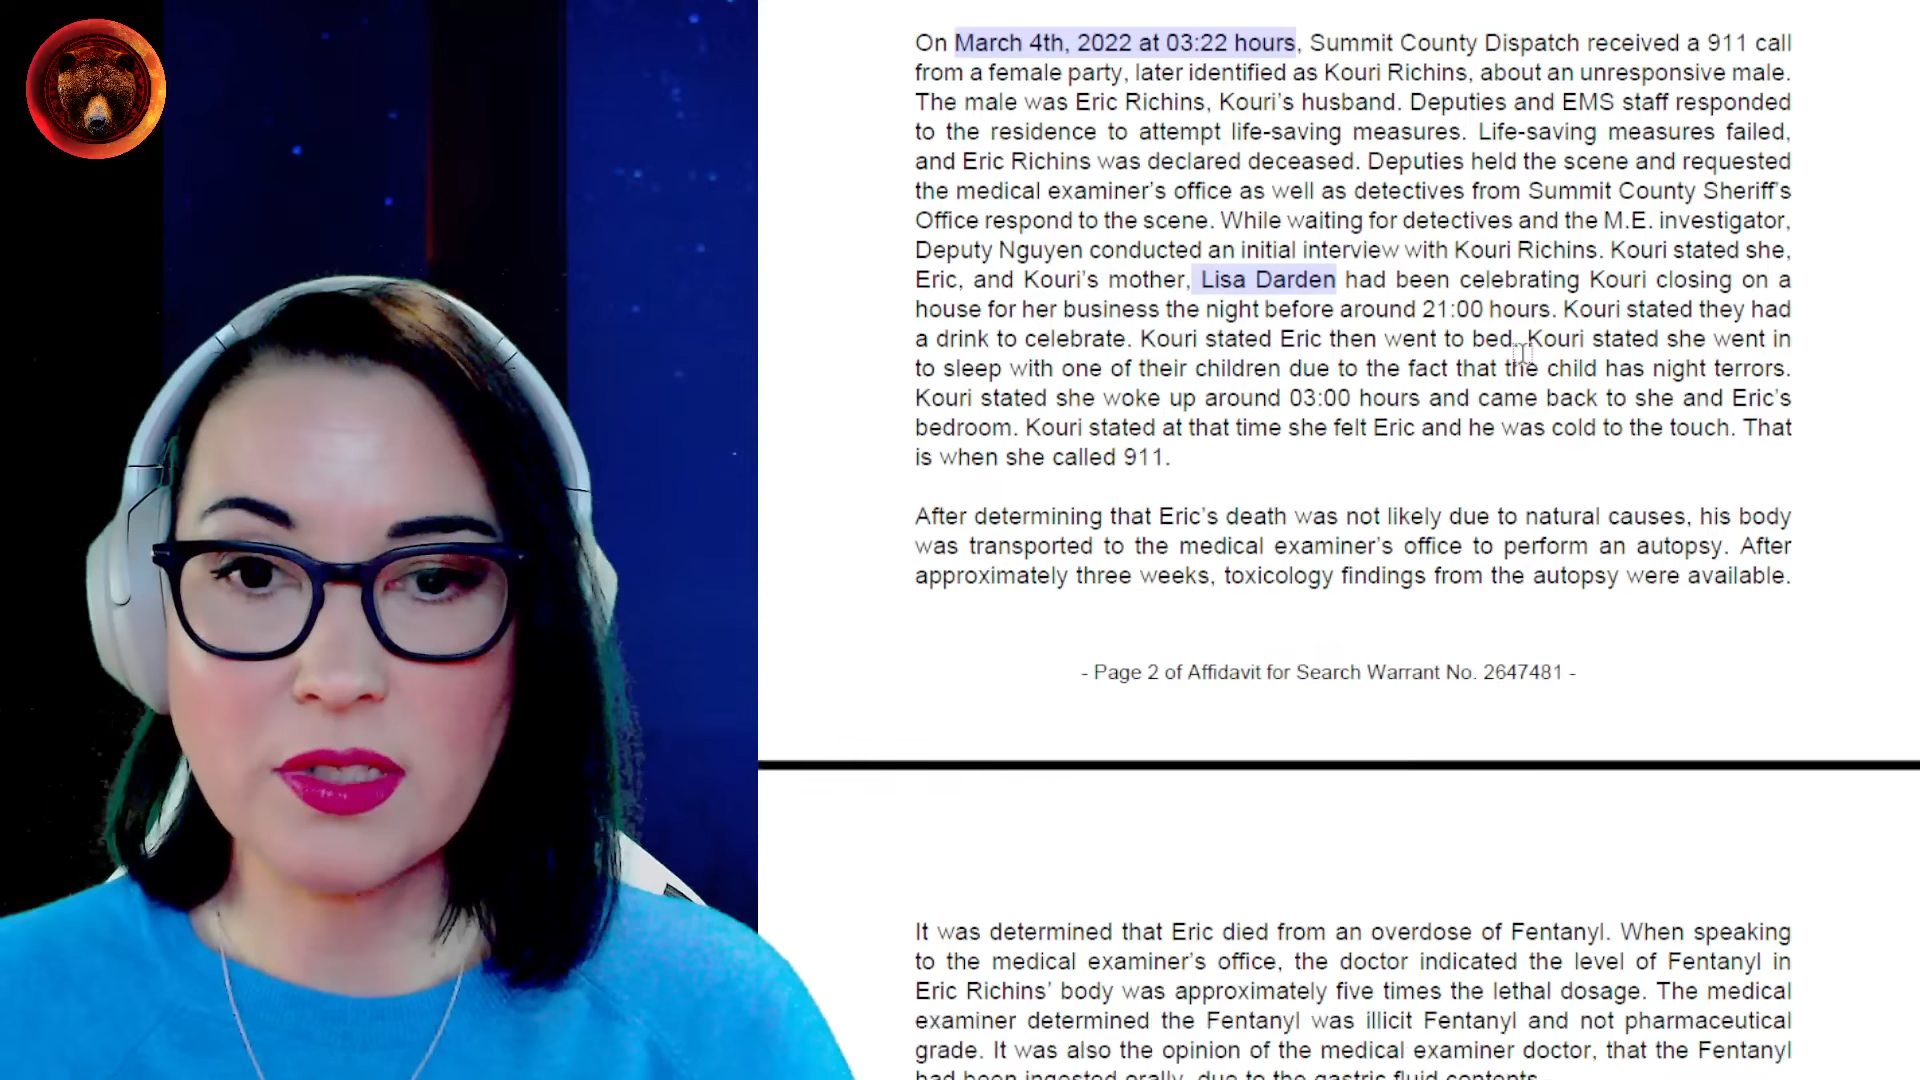 On March 4th, 2022 at 03:22 hours, Summit County Dispatch received a 911 call
from a female party, later identified as Kouri Richins, about an unresponsive male.
The male was Eric Richins, Kouri's husband. Deputies and EMS staff responded
to the residence to attempt life-saving measures. Life-saving measures failed,
and Eric Richins was declared deceased. Deputies held the scene and requested
the medical examiner's office as well as detectives from Summit County Sheriff's
Office respond to the scene. While waiting for detectives and the M.E. investigator,
Deputy Nguyen conducted an initial interview with Kouri Richins. Kouri stated she,
Eric, and Kouri's mother, Lisa Darden had been celebrating Kouri closing on a
house for her business the night before around 21:00 hours. Kouri stated they had
a drink to celebrate. Kouri stated Eric then went to bed. Kouri stated she went in
to sleep with one of their children due to the fact that the child has night terrors.
Kouri stated she woke up around 03:00 hours and came back to she and Eric's
bedroom. Kouri stated at that time she felt Eric and he was cold to the touch. That
is when she called 911.
After determining that Eric's death was not likely due to natural causes, his body
was transported to the medical examiner's office to perform an autopsy. After
approximately three weeks, toxicology findings from the autopsy were available.
- Page 2 of Affidavit for Search Warrant No. 2647481 -
It was determined that Eric died from an overdose of Fentanyl. When speaking
to the medical examiner's office, the doctor indicated the level of Fentanyl in
Eric Richins' body was approximately five times the lethal dosage. The medical
examiner determined the Fentanyl was illicit Fentanyl and not pharmaceutical
grade. It was also the opinion of the medical examiner doctor, that the Fentanyl
had been ingested orally, due to the gastric fluid contents.